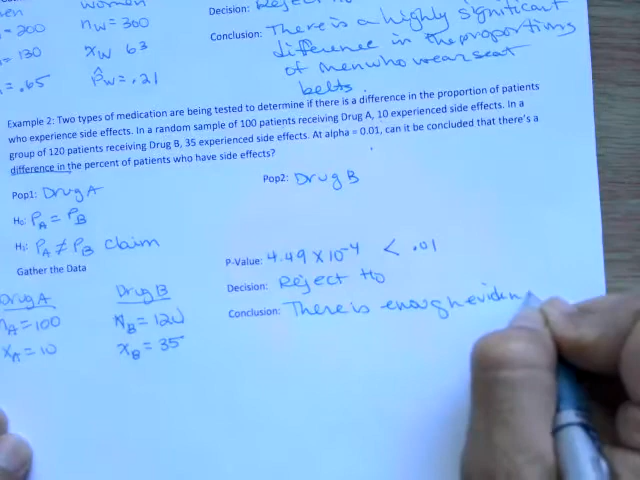 women
Decision: Reject
= 200
n_W = 300
Conclusion: There is a highly significant
= 130
x_W 63
difference in the proportions
= .65
p̂_W = .21
of men who wear seat
belts.
Example 2: Two types of medication are being tested to determine if there is a difference in the proportion of patients
who experience side effects. In a random sample of 100 patients receiving Drug A, 10 experienced side effects. In a
group of 120 patients receiving Drug B, 35 experienced side effects. At alpha = 0.01, can it be concluded that there's a
difference in the percent of patients who have side effects?
Pop1: Drug A
Pop2: Drug B
H₀: P_A = P_B
H₁: P_A ≠ P_B claim
P-Value: 4.49 X 10⁻⁴ < .01
Gather the Data
Decision: Reject H₀
Drug A
Drug B
Conclusion: There is enough eviden
n_A = 100
N_B = 120
x_A = 10
x_B = 35